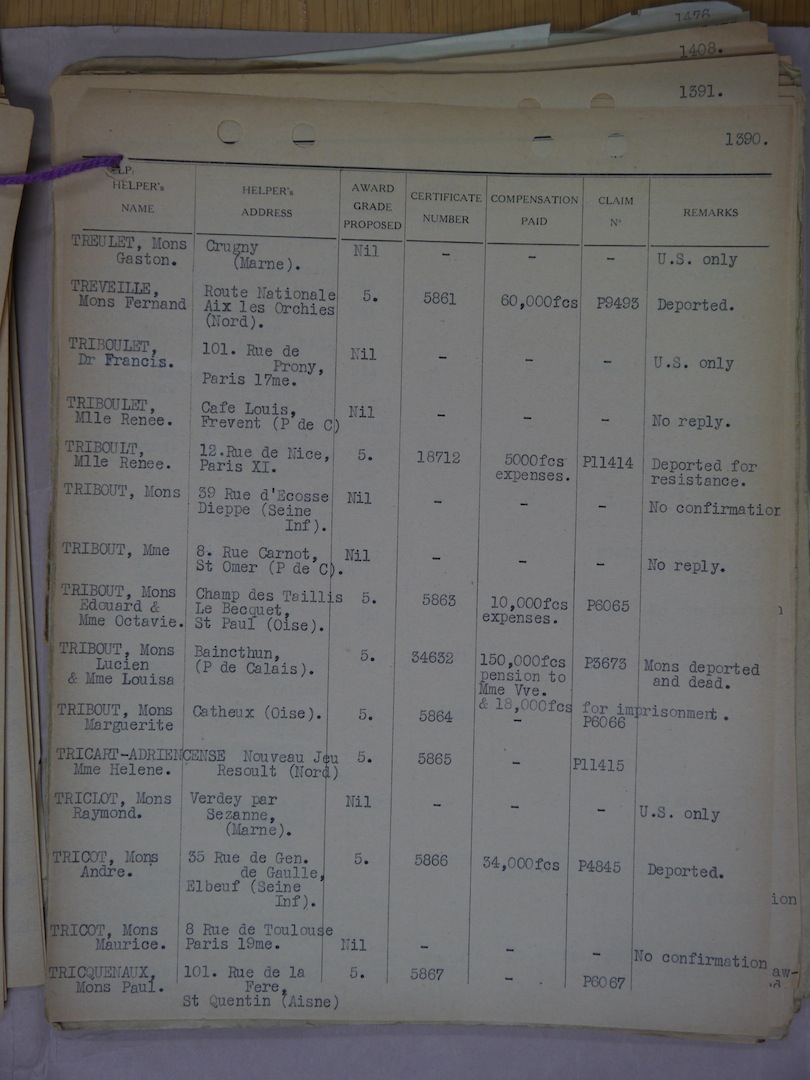 1476
1408.
1391.
1390.
HELPER's NAME HELPER's ADDRESS AWARD GRADE PROPOSED CERTIFICATE NUMBER COMPENSATION PAID CLAIM Nº REMARKS
TREULET, Mons Crugny Nil - - - U.S. only
Gaston. (Marne).
TREVEILLE, Route Nationale 5. 5861 60,000fcs P9493 Deported.
Mons Fernand Aix les Orchies
(Nord).
TRIBOULET, 101. Rue de Nil - - - U.S. only
Dr Francis. Prony,
Paris 17me.
TRIBOULET, Cafe Louis, Nil - - - No reply.
Mlle Renee. Frevent (P de C)
TRIBOULT, 12.Rue de Nice, 5. 18712 5000fcs P11414 Deported for
Mlle Renee. Paris XI. expenses. resistance.
TRIBOUT, Mons 39 Rue d'Ecosse Nil - - - No confirmation
Dieppe (Seine
Inf).
TRIBOUT, Mme 8. Rue Carnot, Nil - - - No reply.
St Omer (P de C).
TRIBOUT, Mons Champ des Taillis 5. 5863 10,000fcs P6065
Edouard & Le Becquet, expenses.
Mme Octavie. St Paul (Oise).
TRIBOUT, Mons Baincthun, 5. 34632 150,000fcs P3673 Mons deported
Lucien (P de Calais). pension to and dead.
& Mme Louisa Mme Vve.
& 18,000fcs for imprisonment.
TRIBOUT, Mons Catheux (Oise). 5. 5864 - P6066
Marguerite
TRICART-ADRIENCENSE Nouveau Jeu 5. 5865 - P11415
Mme Helene. Resoult (Nord)
TRICLOT, Mons Verdey par Nil - - - U.S. only
Raymond. Sezanne,
(Marne).
TRICOT, Mons 35 Rue de Gen. 5. 5866 34,000fcs P4845 Deported.
Andre. de Gaulle,
Elbeuf (Seine
Inf).
ion
TRICOT, Mons 8 Rue de Toulouse
Maurice. Paris 19me. Nil - - - No confirmation
TRICQUENAUX, 101. Rue de la 5. 5867 - P6067
Mons Paul. Fere,
St Quentin (Aisne)
aw-